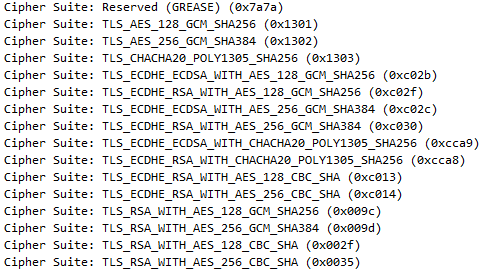 Cipher Suite: Reserved (GREASE) (0x7a7a)
Cipher Suite: TLS_AES_128_GCM_SHA256 (0x1301)
Cipher Suite: TLS_AES_256_GCM_SHA384 (0x1302)
Cipher Suite: TLS_CHACHA20_POLY1305_SHA256 (0x1303)
Cipher Suite: TLS_ECDHE_ECDSA_WITH_AES_128_GCM_SHA256 (0xc02b)
Cipher Suite: TLS_ECDHE_RSA_WITH_AES_128_GCM_SHA256 (0xc02f)
Cipher Suite: TLS_ECDHE_ECDSA_WITH_AES_256_GCM_SHA384 (0xc02c)
Cipher Suite: TLS_ECDHE_RSA_WITH_AES_256_GCM_SHA384 (0xc030)
Cipher Suite: TLS_ECDHE_ECDSA_WITH_CHACHA20_POLY1305_SHA256 (0xcca9)
Cipher Suite: TLS_ECDHE_RSA_WITH_CHACHA20_POLY1305_SHA256 (0xcca8)
Cipher Suite: TLS_ECDHE_RSA_WITH_AES_128_CBC_SHA (0xc013)
Cipher Suite: TLS_ECDHE_RSA_WITH_AES_256_CBC_SHA (0xc014)
Cipher Suite: TLS_RSA_WITH_AES_128_GCM_SHA256 (0x009c)
Cipher Suite: TLS_RSA_WITH_AES_256_GCM_SHA384 (0x009d)
Cipher Suite: TLS_RSA_WITH_AES_128_CBC_SHA (0x002f)
Cipher Suite: TLS_RSA_WITH_AES_256_CBC_SHA (0x0035)